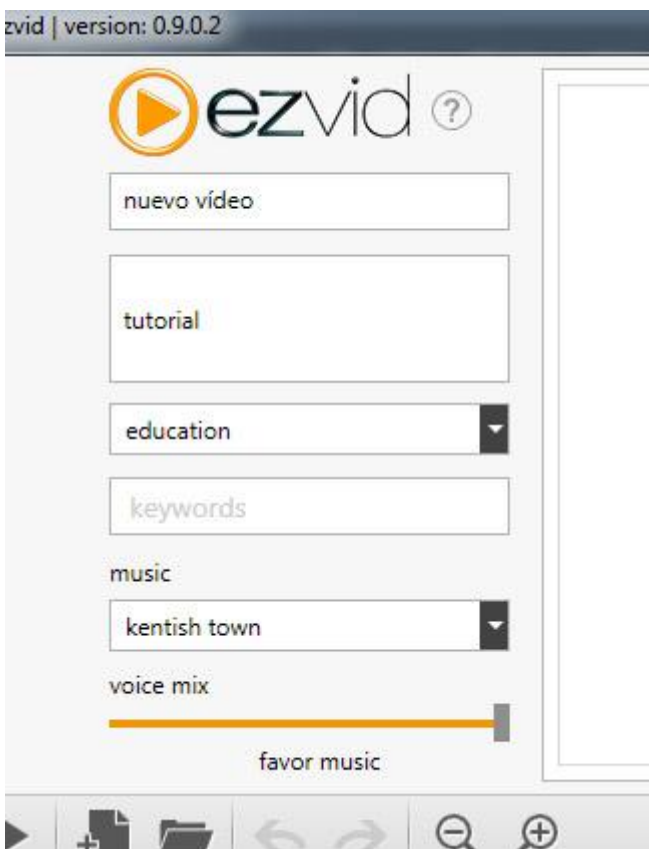 zvid | version: 0.9.0.2
ezvid ?
nuevo vídeo
tutorial
education
keywords
music
kentish town
voice mix
favor music